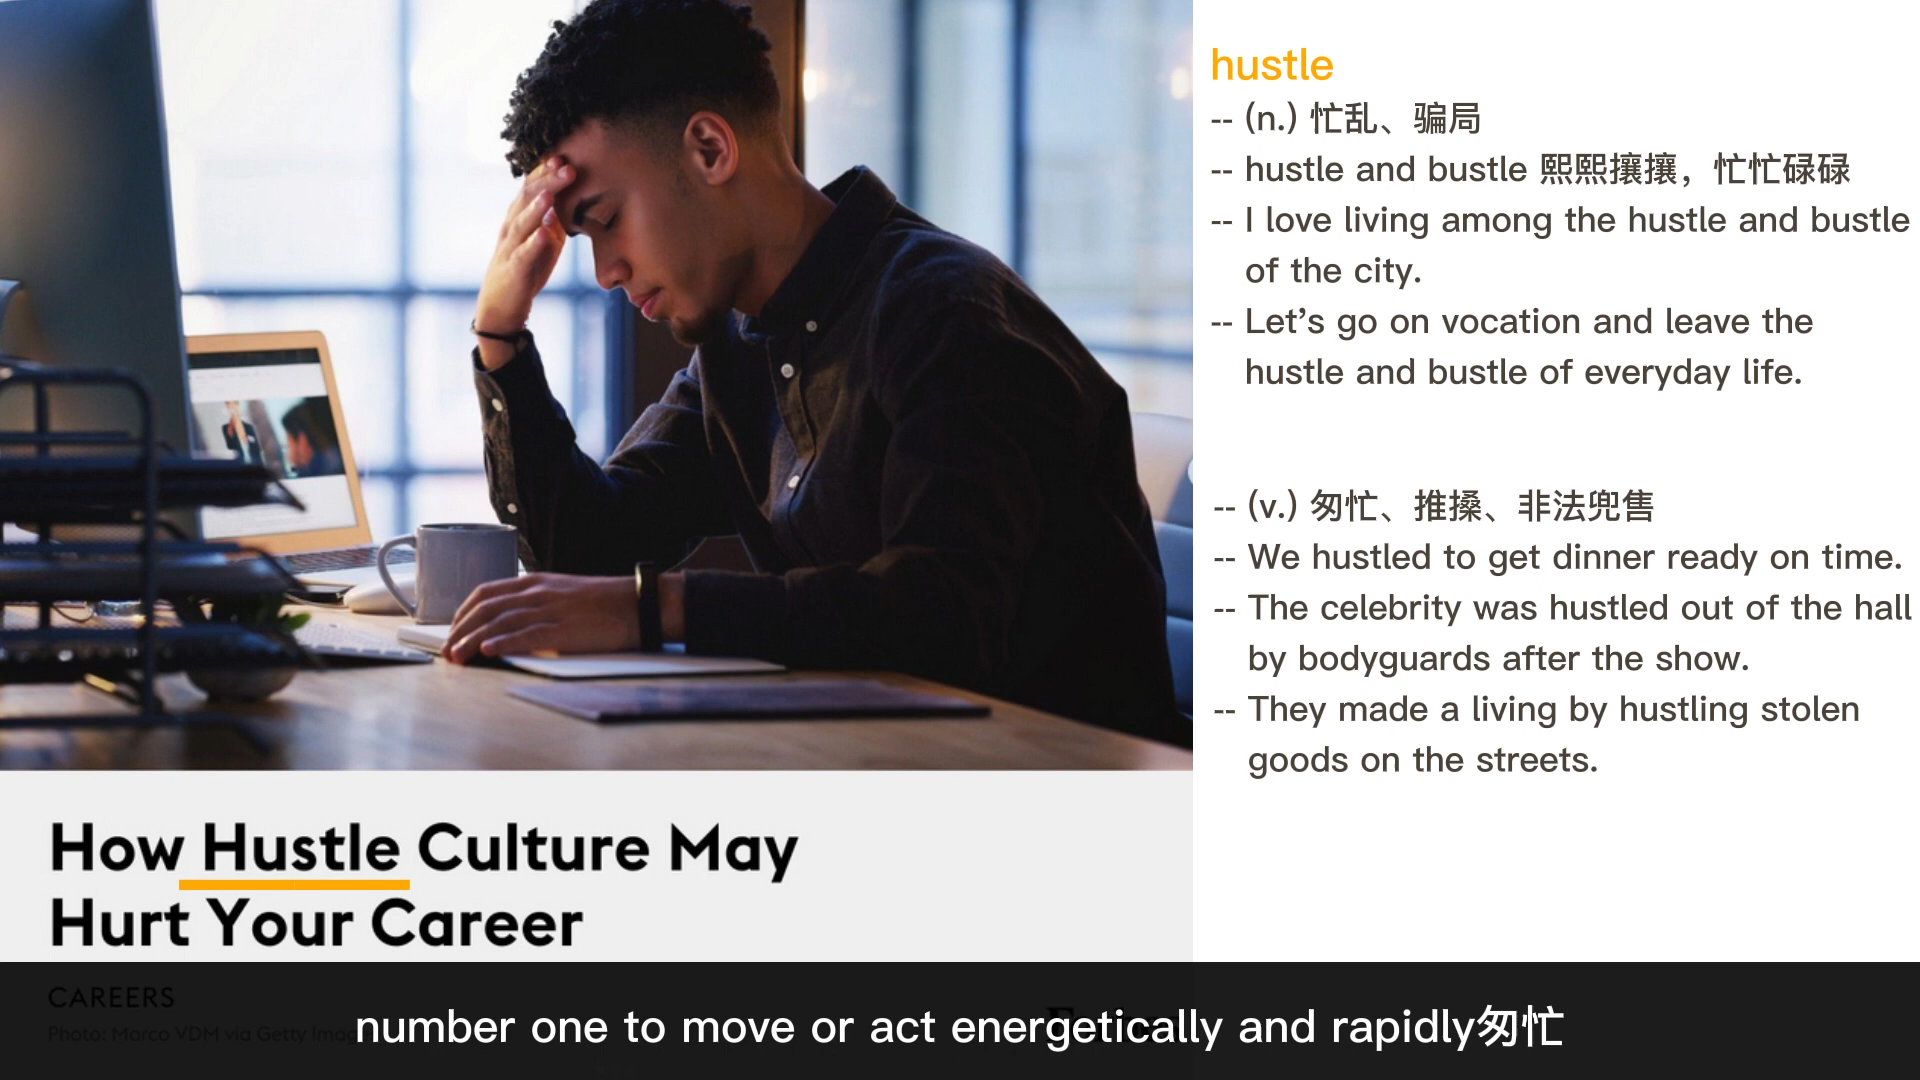 hustle
-- (n.) 忙乱、骗局
-- hustle and bustle 熙熙攘攘，忙忙碌碌
-- I love living among the hustle and bustle
of the city.
-- Let’s go on vocation and leave the
hustle and bustle of everyday life.
-- (v.) 匆忙、推搡、非法兜售
-- We hustled to get dinner ready on time.
-- The celebrity was hustled out of the hall
by bodyguards after the show.
-- They made a living by hustling stolen
goods on the streets.
How Hustle Culture May
Hurt Your Career
CAREERS
Photo: Marco VDM via Getty
number one to move or act energetically and rapidly匆忙